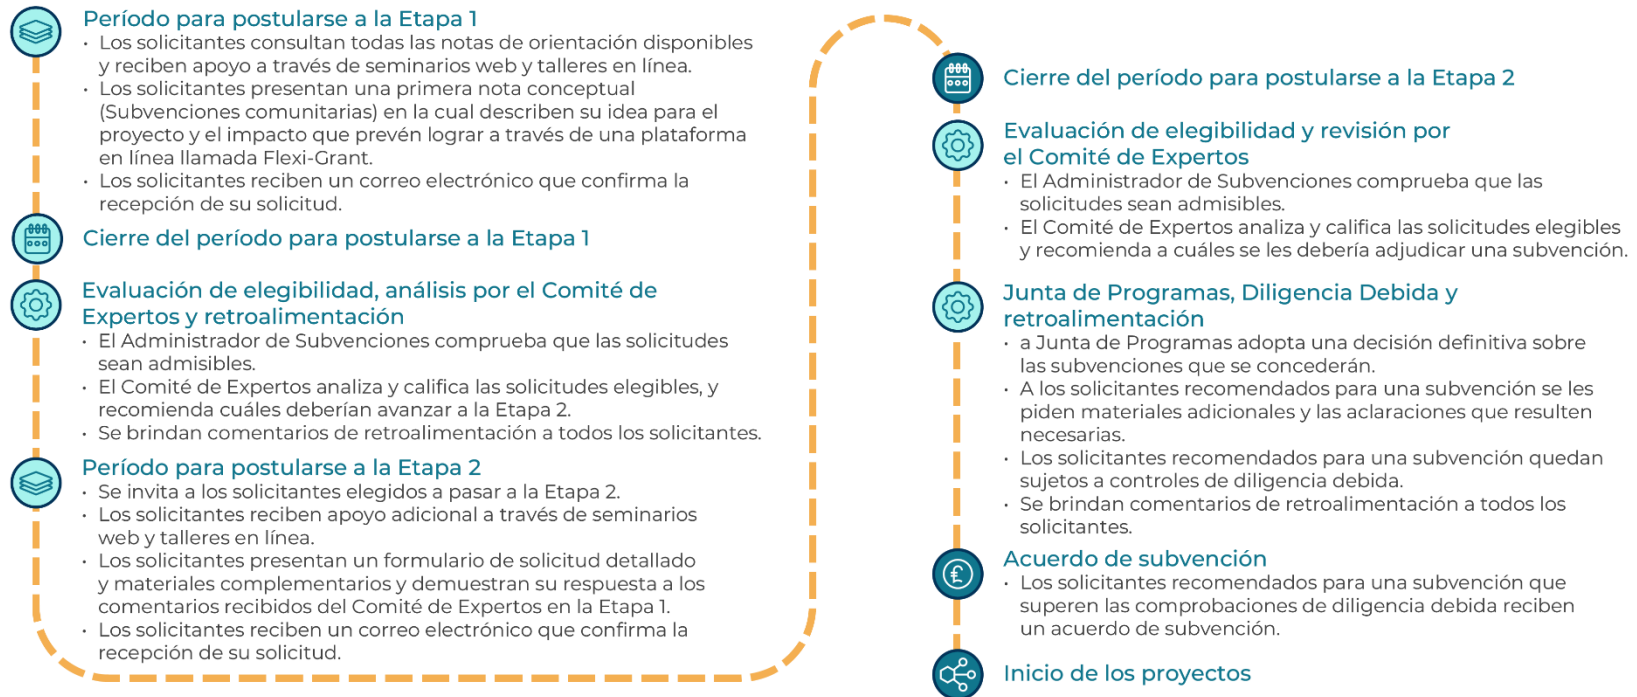 Período para postularse a la Etapa 1
· Los solicitantes consultan todas las notas de orientación disponibles
y reciben apoyo a través de seminarios web y talleres en línea.
· Los solicitantes presentan una primera nota conceptual
(Subvenciones comunitarias) en la cual describen su idea para el
proyecto y el impacto que prevén lograr a través de una plataforma
en línea llamada Flexi-Grant.
· Los solicitantes reciben un correo electrónico que confirma la
recepción de su solicitud.
Cierre del período para postularse a la Etapa 1
Evaluación de elegibilidad, análisis por el Comité de
Expertos y retroalimentación
· El Administrador de Subvenciones comprueba que las solicitudes
sean admisibles.
· El Comité de Expertos analiza y califica las solicitudes elegibles, y
recomienda cuáles deberían avanzar a la Etapa 2.
· Se brindan comentarios de retroalimentación a todos los solicitantes.
Período para postularse a la Etapa 2
· Se invita a los solicitantes elegidos a pasar a la Etapa 2.
· Los solicitantes reciben apoyo adicional a través de seminarios
web y talleres en línea.
· Los solicitantes presentan un formulario de solicitud detallado
y materiales complementarios y demuestran su respuesta a los
comentarios recibidos del Comité de Expertos en la Etapa 1.
· Los solicitantes reciben un correo electrónico que confirma la
recepción de su solicitud.
Cierre del período para postularse a la Etapa 2
Evaluación de elegibilidad y revisión por
el Comité de Expertos
· El Administrador de Subvenciones comprueba que las
solicitudes sean admisibles.
· El Comité de Expertos analiza y califica las solicitudes elegibles
y recomienda a cuáles se les debería adjudicar una subvención.
Junta de Programas, Diligencia Debida y
retroalimentación
· a Junta de Programas adopta una decisión definitiva sobre
las subvenciones que se concederán.
· A los solicitantes recomendados para una subvención se les
piden materiales adicionales y las aclaraciones que resulten
necesarias.
· Los solicitantes recomendados para una subvención quedan
sujetos a controles de diligencia debida.
· Se brindan comentarios de retroalimentación a todos los
solicitantes.
£
Acuerdo de subvención
· Los solicitantes recomendados para una subvención que
superen las comprobaciones de diligencia debida reciben
un acuerdo de subvención.
Inicio de los proyectos